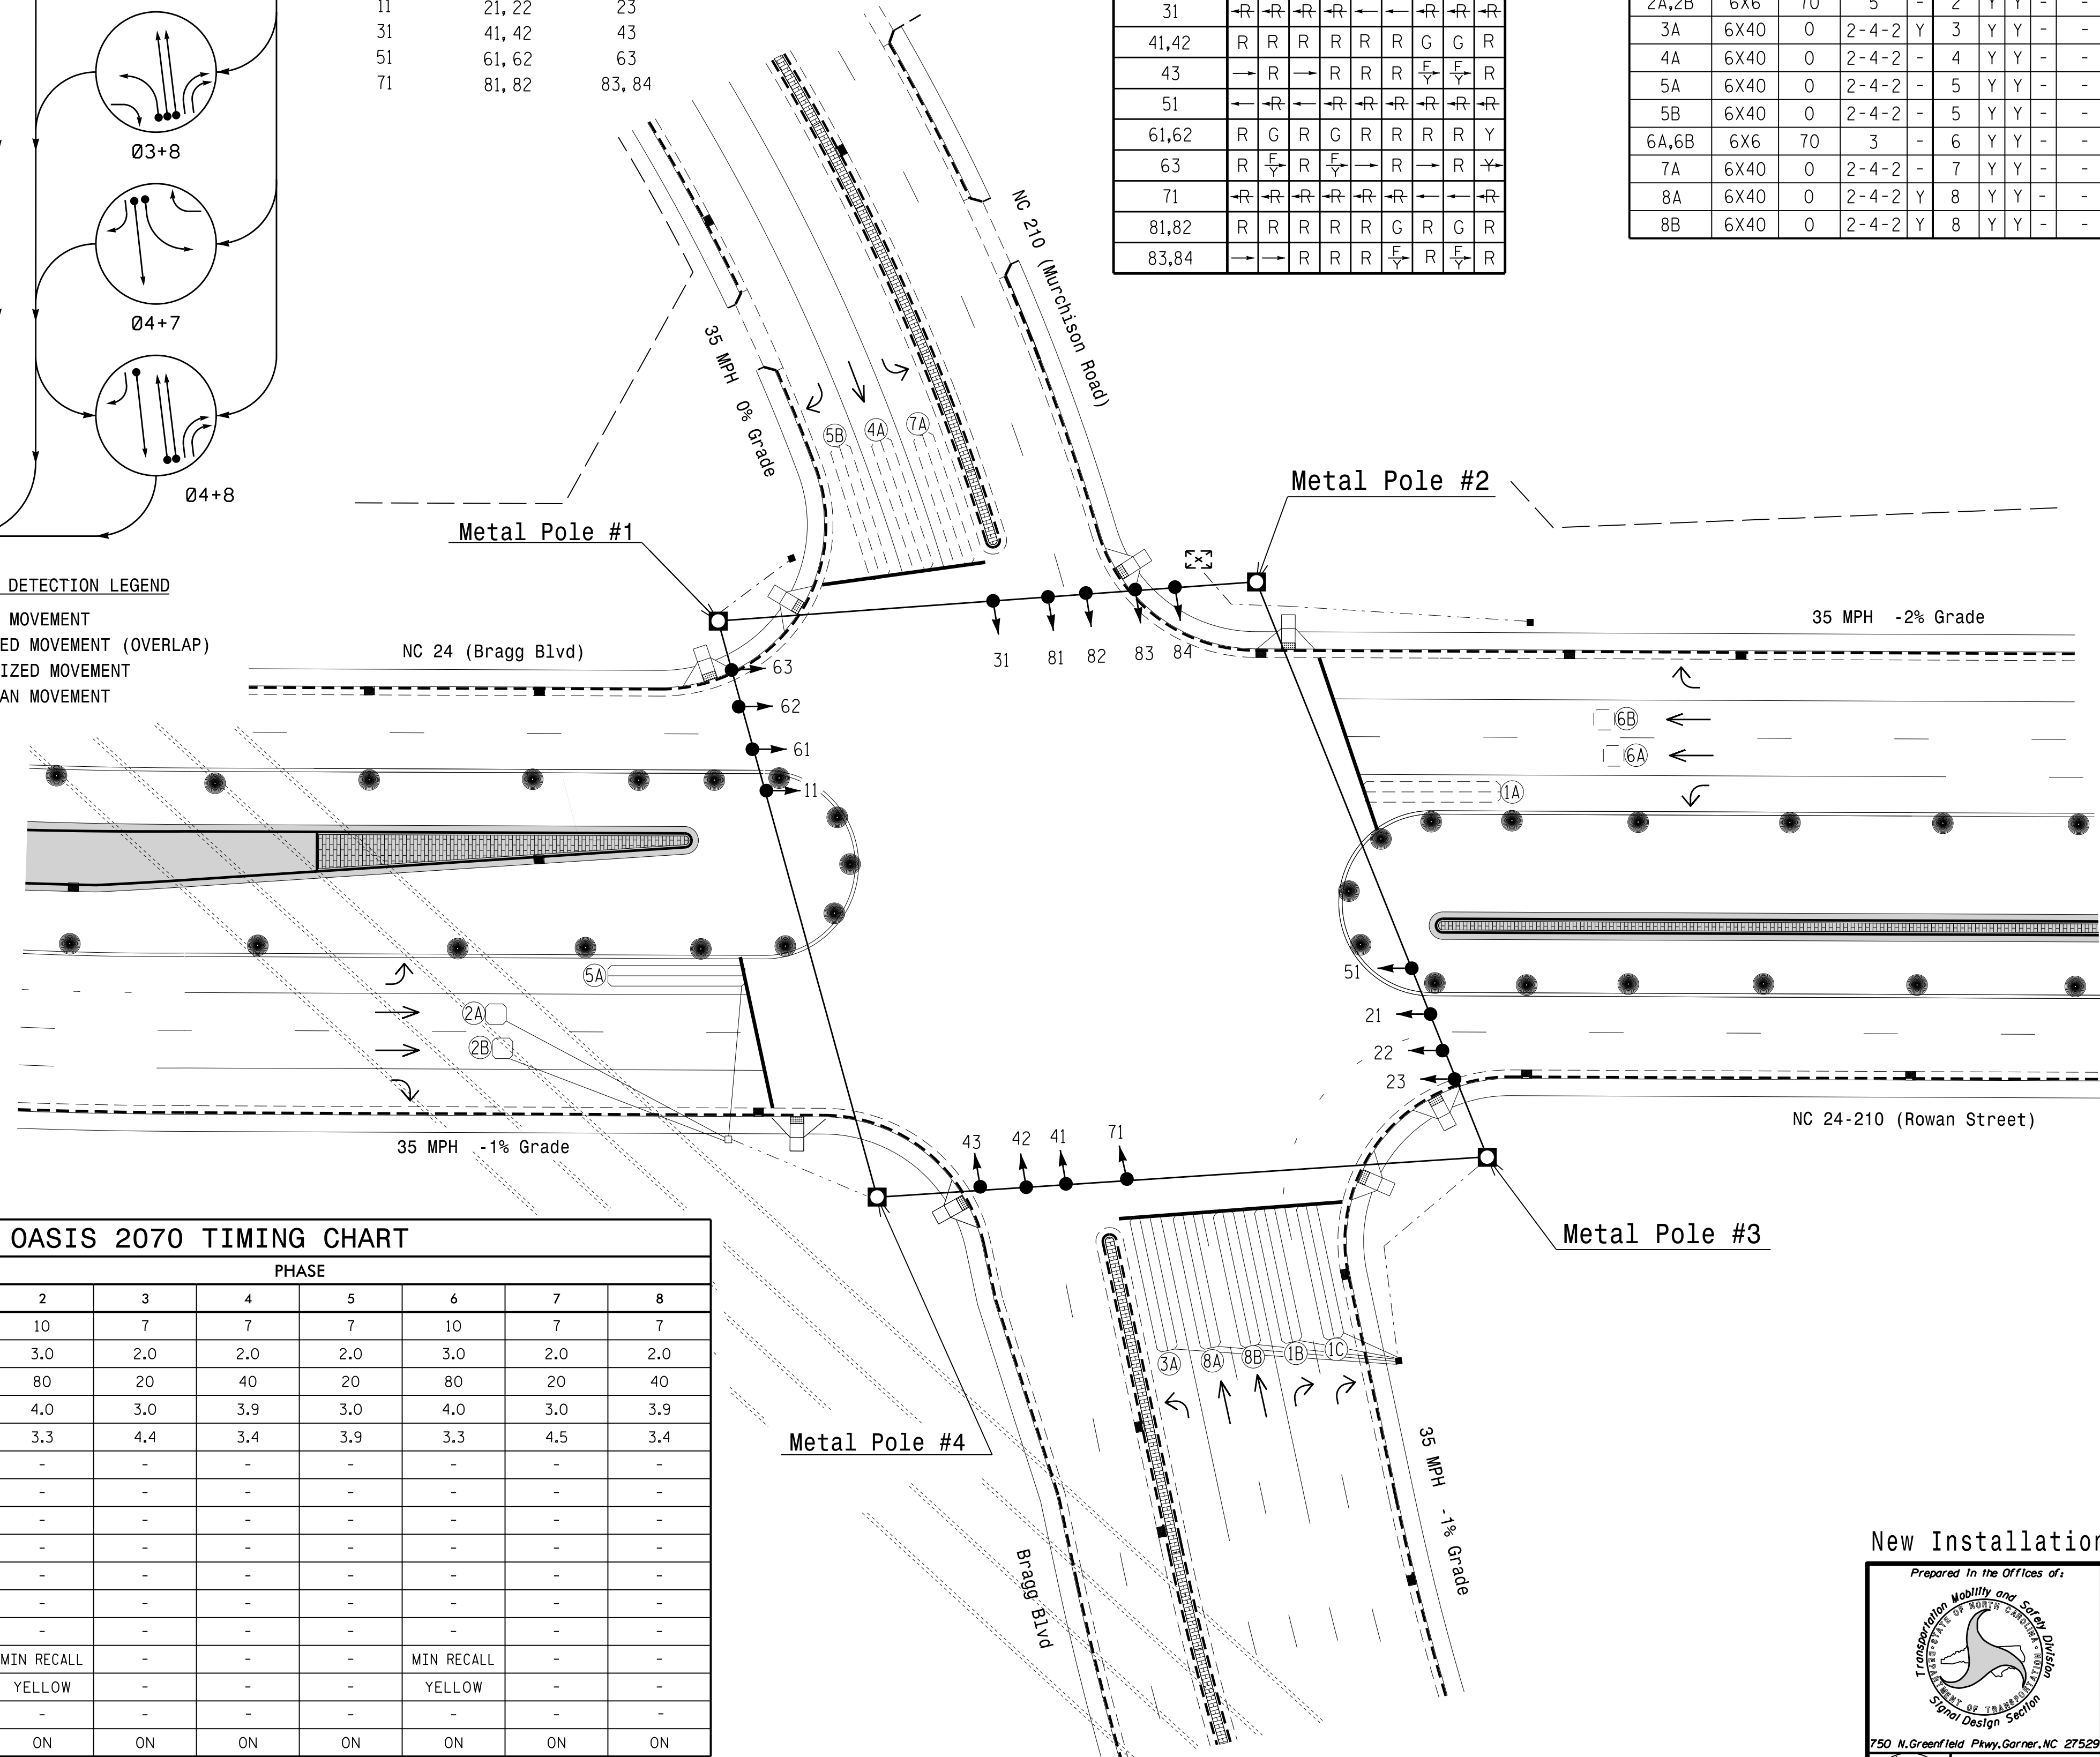 11 21, 22 23
31 41, 42 43
51 61, 62 63
71 81, 82 83, 84
Ø3+8
Ø4+7
Ø4+8
31 R R R R ← ← R R R
41,42 R R R R R R G G R
43 → R → R R R F/Y F/Y R
51 ← R ← R R R R R R
61,62 R G R G R R R R Y
63 R F/Y R F/Y → R → R Y
71 R R R R R R ← ← R
81,82 R R R R R G R G R
83,84 → → R R R F/Y R F/Y R
2A,2B 6X6 70 5 - 2 Y Y - -
3A 6X40 0 2-4-2 Y 3 Y Y - -
4A 6X40 0 2-4-2 - 4 Y Y - -
5A 6X40 0 2-4-2 - 5 Y Y - -
5B 6X40 0 2-4-2 - 5 Y Y - -
6A,6B 6X6 70 3 - 6 Y Y - -
7A 6X40 0 2-4-2 - 7 Y Y - -
8A 6X40 0 2-4-2 Y 8 Y Y - -
8B 6X40 0 2-4-2 Y 8 Y Y - -
NC 210 (Murchison Road)
35 MPH 0% Grade
5B 4A 7A
Metal Pole #1
Metal Pole #2
DETECTION LEGEND
MOVEMENT
ED MOVEMENT (OVERLAP)
IZED MOVEMENT
AN MOVEMENT
NC 24 (Bragg Blvd)
35 MPH -2% Grade
31 81 82 83 84
63
62
61
11
6B
6A
1A
5A
2A
2B
51
21
22
23
35 MPH -1% Grade
NC 24-210 (Rowan Street)
43 42 41 71
Metal Pole #3
3A 8A 8B 1B 1C
Metal Pole #4
35 MPH -1% Grade
Bragg Blvd
OASIS 2070 TIMING CHART
PHASE
2 3 4 5 6 7 8
10 7 7 7 10 7 7
3.0 2.0 2.0 2.0 3.0 2.0 2.0
80 20 40 20 80 20 40
4.0 3.0 3.9 3.0 4.0 3.0 3.9
3.3 4.4 3.4 3.9 3.3 4.5 3.4
- - - - - - -
- - - - - - -
- - - - - - -
- - - - - - -
- - - - - - -
- - - - - - -
- - - - - - -
MIN RECALL - - - MIN RECALL - -
YELLOW - - - YELLOW - -
- - - - - - -
ON ON ON ON ON ON ON
New Installation
Prepared in the Offices of:
Transportation Mobility and Safety Division
STATE OF NORTH CAROLINA
DEPARTMENT OF TRANSPORTATION
Signal Design Section
750 N.Greenfield Pkwy,Garner,NC 27529